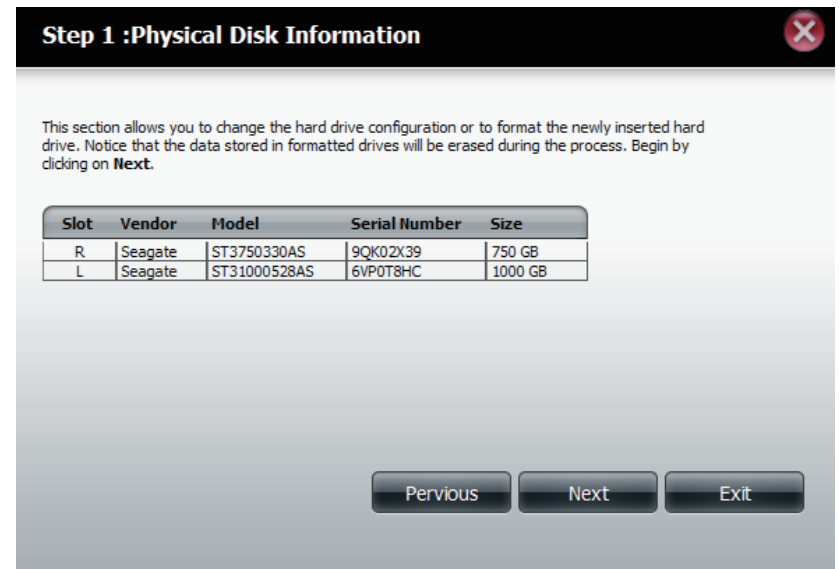 Step 1 :Physical Disk Information
This section allows you to change the hard drive configuration or to format the newly inserted hard
drive. Notice that the data stored in formatted drives will be erased during the process. Begin by
clicking on Next.
Slot Vendor Model Serial Number Size
R Seagate ST3750330AS 9QK02X39 750 GB
L Seagate ST31000528AS 6VP0T8HC 1000 GB
Pervious Next Exit